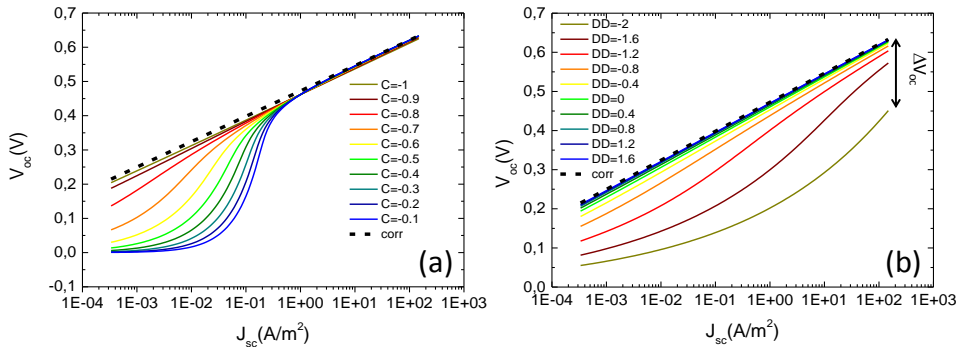 0,7
0,6
0,5
0,4
0,3
0,2
0,1
0,0
-0,1
V_oc (V)
C=-1
C=-0.9
C=-0.8
C=-0.7
C=-0.6
C=-0.5
C=-0.4
C=-0.3
C=-0.2
C=-0.1
corr
(a)
1E-04 1E-03 1E-02 1E-01 1E+00 1E+01 1E+02 1E+03
J_sc(A/m²)
0,7
0,6
0,5
0,4
0,3
0,2
0,1
0,0
V_oc(V)
DD=-2
DD=-1.6
DD=-1.2
DD=-0.8
DD=-0.4
DD=0
DD=0.4
DD=0.8
DD=1.2
DD=1.6
corr
ΔV_oc
(b)
1E-04 1E-03 1E-02 1E-01 1E+00 1E+01 1E+02 1E+03
J_sc(A/m²)